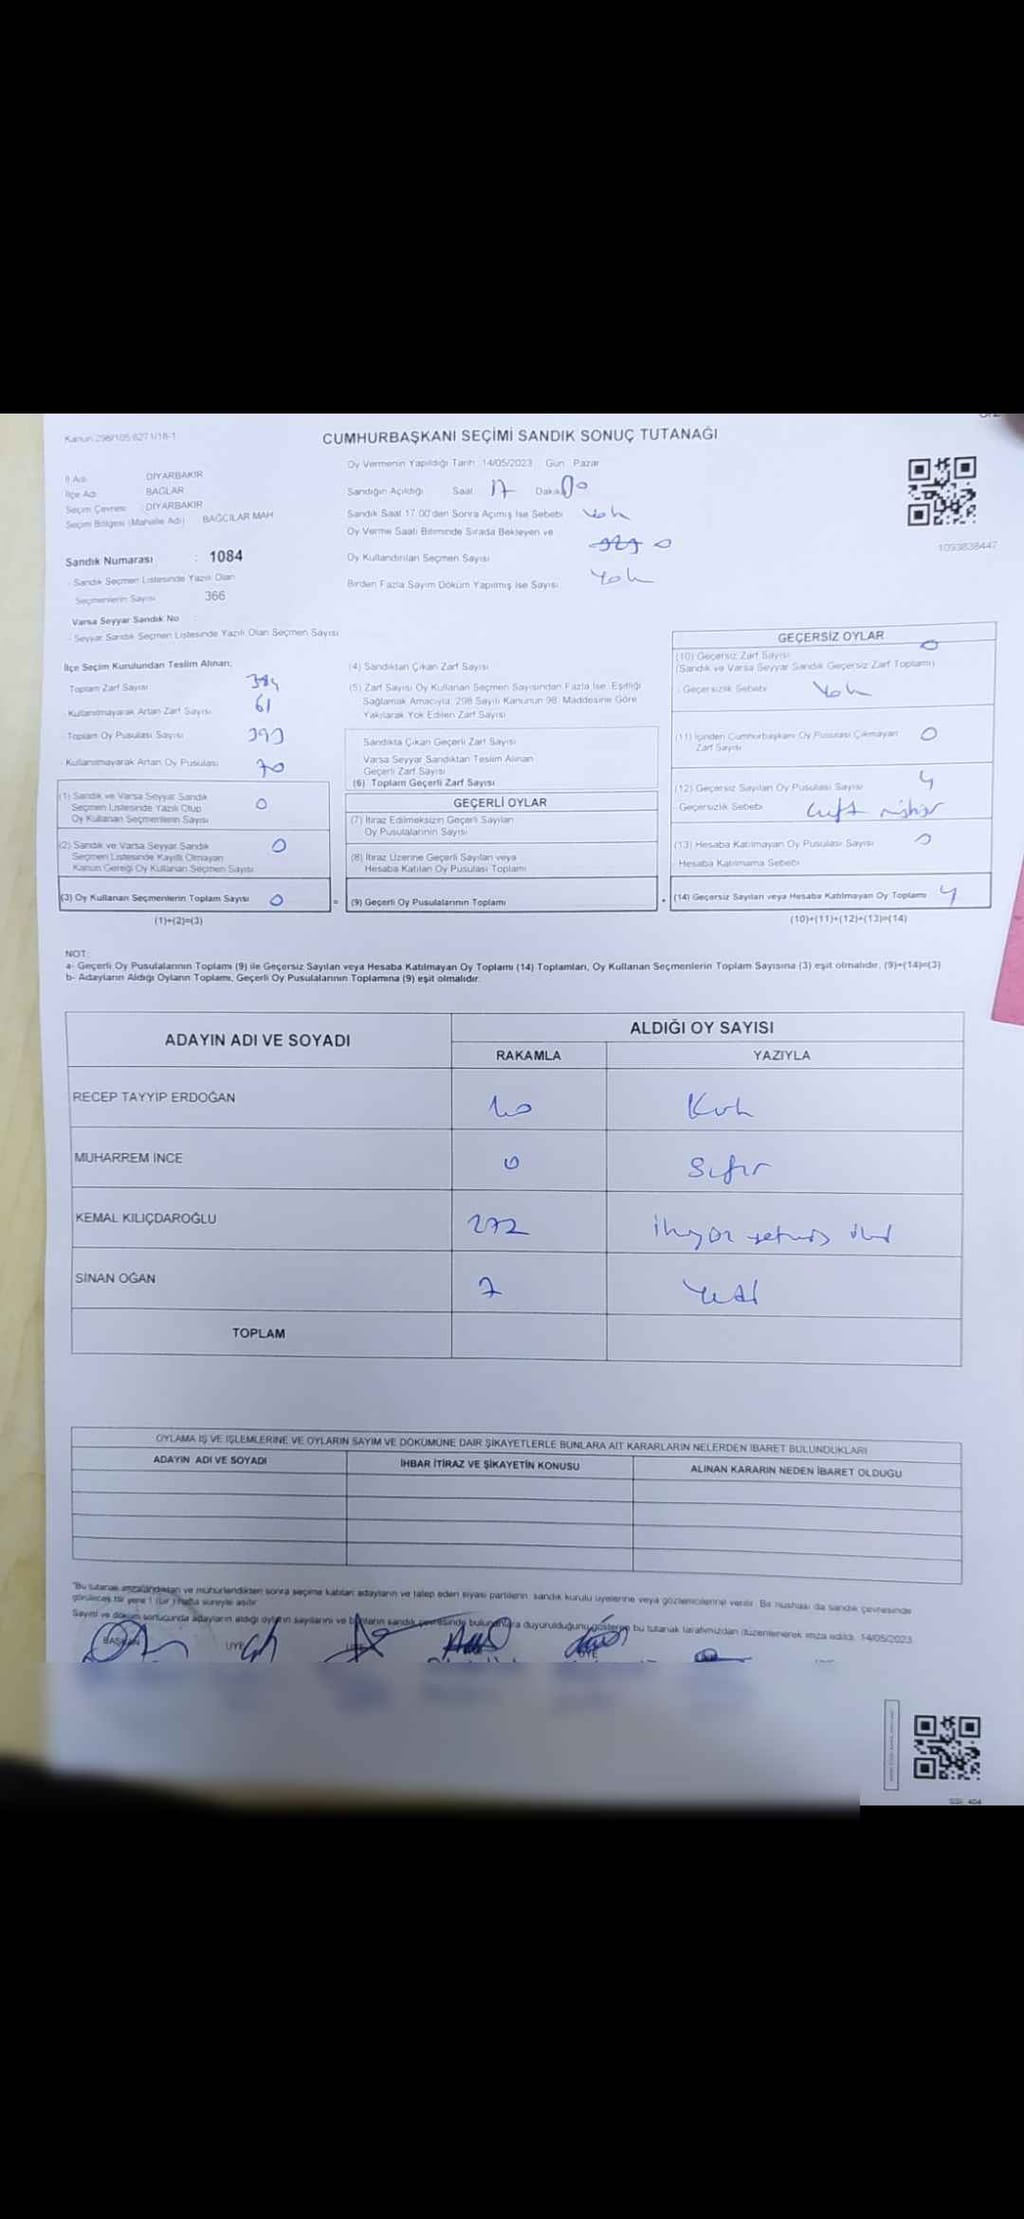 Kanun 298/105 6271/18-1
CUMHURBAŞKANI SEÇİMİ SANDIK SONUÇ TUTANAĞI
İl Adı DİYARBAKIR
İlçe Adı BAĞLAR
Seçim Çevresi DİYARBAKIR
Seçim Bölgesi (Mahalle Adı) BAĞCILAR MAH
Sandık Numarası : 1084
- Sandık Seçmen Listesinde Yazılı Olan
Seçmenlerin Sayısı 366
Varsa Seyyar Sandık No
- Seyyar Sandık Seçmen Listesinde Yazılı Olan Seçmen Sayısı
Oy Vermenin Yapıldığı Tarih 14/05/2023 Gün Pazar
Sandığın Açıldığı Saat 17 Dakika 00
Sandık Saat 17:00'den Sonra Açılmış İse Sebebi Yok
Oy Verme Saati Bitiminde Sırada Bekleyen ve
Oy Kullandırılan Seçmen Sayısı 0
Birden Fazla Sayım Döküm Yapılmış İse Sayısı Yok
1093838447
İlçe Seçim Kurulundan Teslim Alınan;
Toplam Zarf Sayısı
- Kullanılmayarak Artan Zarf Sayısı 61
- Toplam Oy Pusulası Sayısı 393
- Kullanılmayarak Artan Oy Pusulası 70
(1) Sandık ve Varsa Seyyar Sandık
Seçmen Listesinde Yazılı Olup
Oy Kullanan Seçmenlerin Sayısı 0
(2) Sandık ve Varsa Seyyar Sandık
Seçmen Listesinde Kayıtlı Olmayan
Kanun Gereği Oy Kullanan Seçmen Sayısı 0
(3) Oy Kullanan Seçmenlerin Toplam Sayısı 0
(1)+(2)=(3)
(4) Sandıktan Çıkan Zarf Sayısı
(5) Zarf Sayısı Oy Kullanan Seçmen Sayısından Fazla İse, Eşitliği
Sağlamak Amacıyla, 298 Sayılı Kanunun 98. Maddesine Göre
Yakılarak Yok Edilen Zarf Sayısı
Sandıkta Çıkan Geçerli Zarf Sayısı
Varsa Seyyar Sandıktan Teslim Alınan
Geçerli Zarf Sayısı
(6) Toplam Geçerli Zarf Sayısı
GEÇERLİ OYLAR
(7) İtiraz Edilmeksizin Geçerli Sayılan
Oy Pusulalarının Sayısı
(8) İtiraz Üzerine Geçerli Sayılan veya
Hesaba Katılan Oy Pusulası Toplamı
= (9) Geçerli Oy Pusulalarının Toplamı
GEÇERSİZ OYLAR
(10) Geçersiz Zarf Sayısı 0
(Sandık ve Varsa Seyyar Sandık Geçersiz Zarf Toplamı)
- Geçersizlik Sebebi Yok
(11) İçinden Cumhurbaşkanı Oy Pusulası Çıkmayan 0
Zarf Sayısı
(12) Geçersiz Sayılan Oy Pusulası Sayısı 4
- Geçersizlik Sebebi
(13) Hesaba Katılmayan Oy Pusulası Sayısı 0
- Hesaba Katılmama Sebebi
+ (14) Geçersiz Sayılan veya Hesaba Katılmayan Oy Toplamı 4
(10)+(11)+(12)+(13)=(14)
NOT:
a- Geçerli Oy Pusulalarının Toplamı (9) ile Geçersiz Sayılan veya Hesaba Katılmayan Oy Toplamı (14) Toplamları, Oy Kullanan Seçmenlerin Toplam Sayısına (3) eşit olmalıdır, (9)+(14)=(3)
b- Adayların Aldığı Oyların Toplamı, Geçerli Oy Pusulalarının Toplamına (9) eşit olmalıdır.
ADAYIN ADI VE SOYADI
ALDIĞI OY SAYISI
RAKAMLA YAZIYLA
RECEP TAYYİP ERDOĞAN 40 Kırk
MUHARREM İNCE 0 Sıfır
KEMAL KILIÇDAROĞLU 272 ikiyüz yetmiş iki
SİNAN OĞAN 7 Yedi
TOPLAM
OYLAMA İŞ VE İŞLEMLERİNE VE OYLARIN SAYIM VE DÖKÜMÜNE DAİR ŞİKAYETLERLE BUNLARA AİT KARARLARIN NELERDEN İBARET BULUNDUKLARI
ADAYIN ADI VE SOYADI İHBAR İTİRAZ VE ŞİKAYETİN KONUSU ALINAN KARARIN NEDEN İBARET OLDUĞU
*Bu tutanak imzalandıktan ve mühürlendikten sonra seçime katılan adayların ve talep eden siyasi partilerin sandık kurulu üyelerine veya gözlemcilerine verilir. Bir nüshası da sandık çevresinde
görülecek bir yere 1 (bir) hafta süreyle asılır
Sayım ve döküm sonucunda adayların aldığı oyların sayılarını ve bunların sandık çevresinde bulunanlara duyurulduğunu gösteren bu tutanak tarafımızdan düzenlenerek imza edildi. 14/05/2023
BAŞKAN ÜYE ÜYE